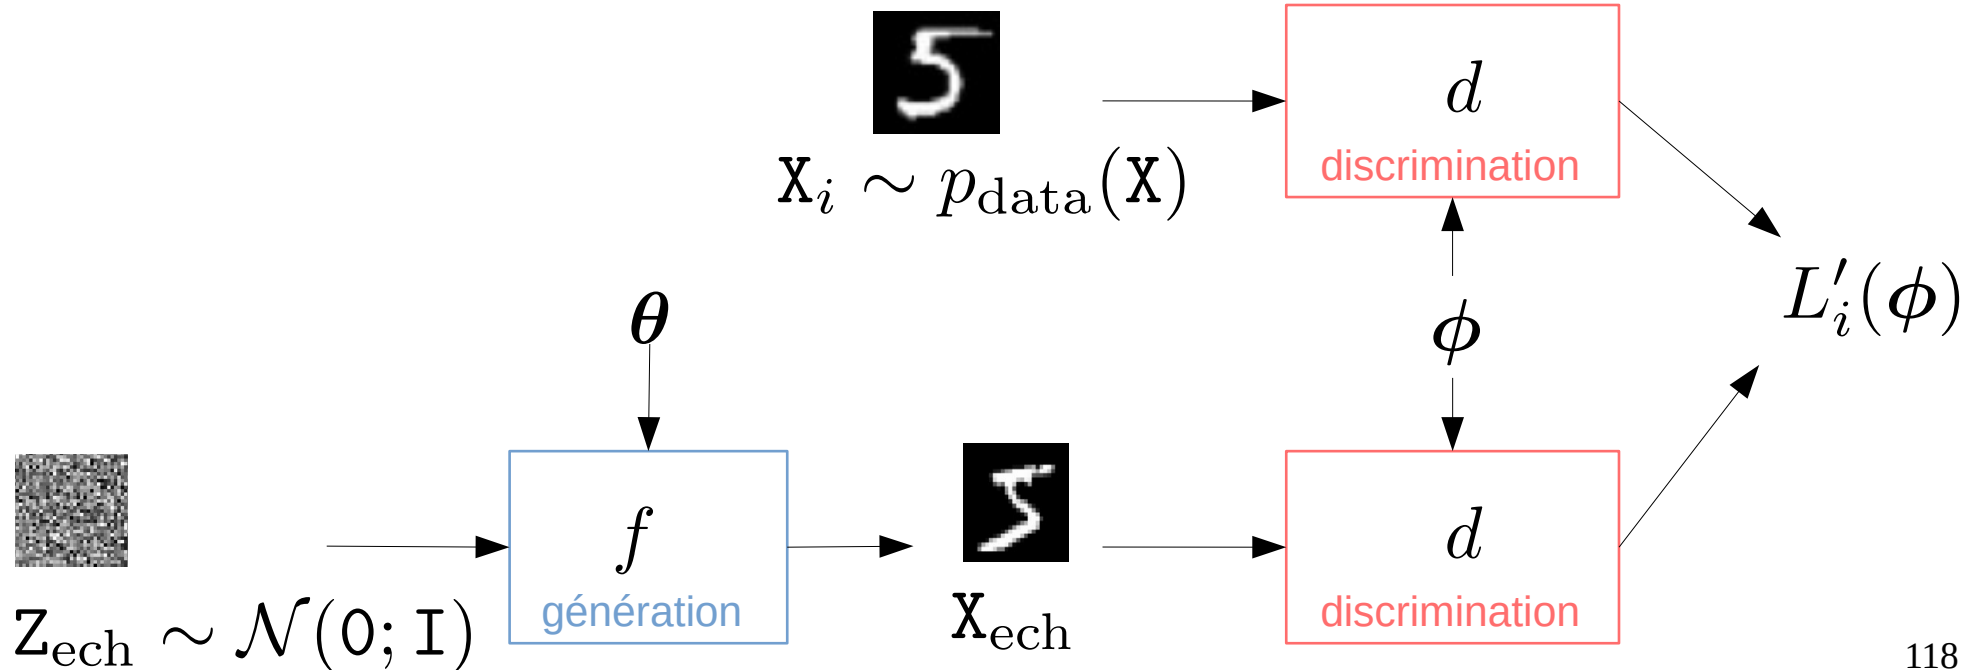 d
discrimination
X_i ∼ p_data(X)
θ
ϕ
L′_i(ϕ)
f
génération
d
discrimination
Z_ech ∼ 𝒩(0; I)
X_ech
118